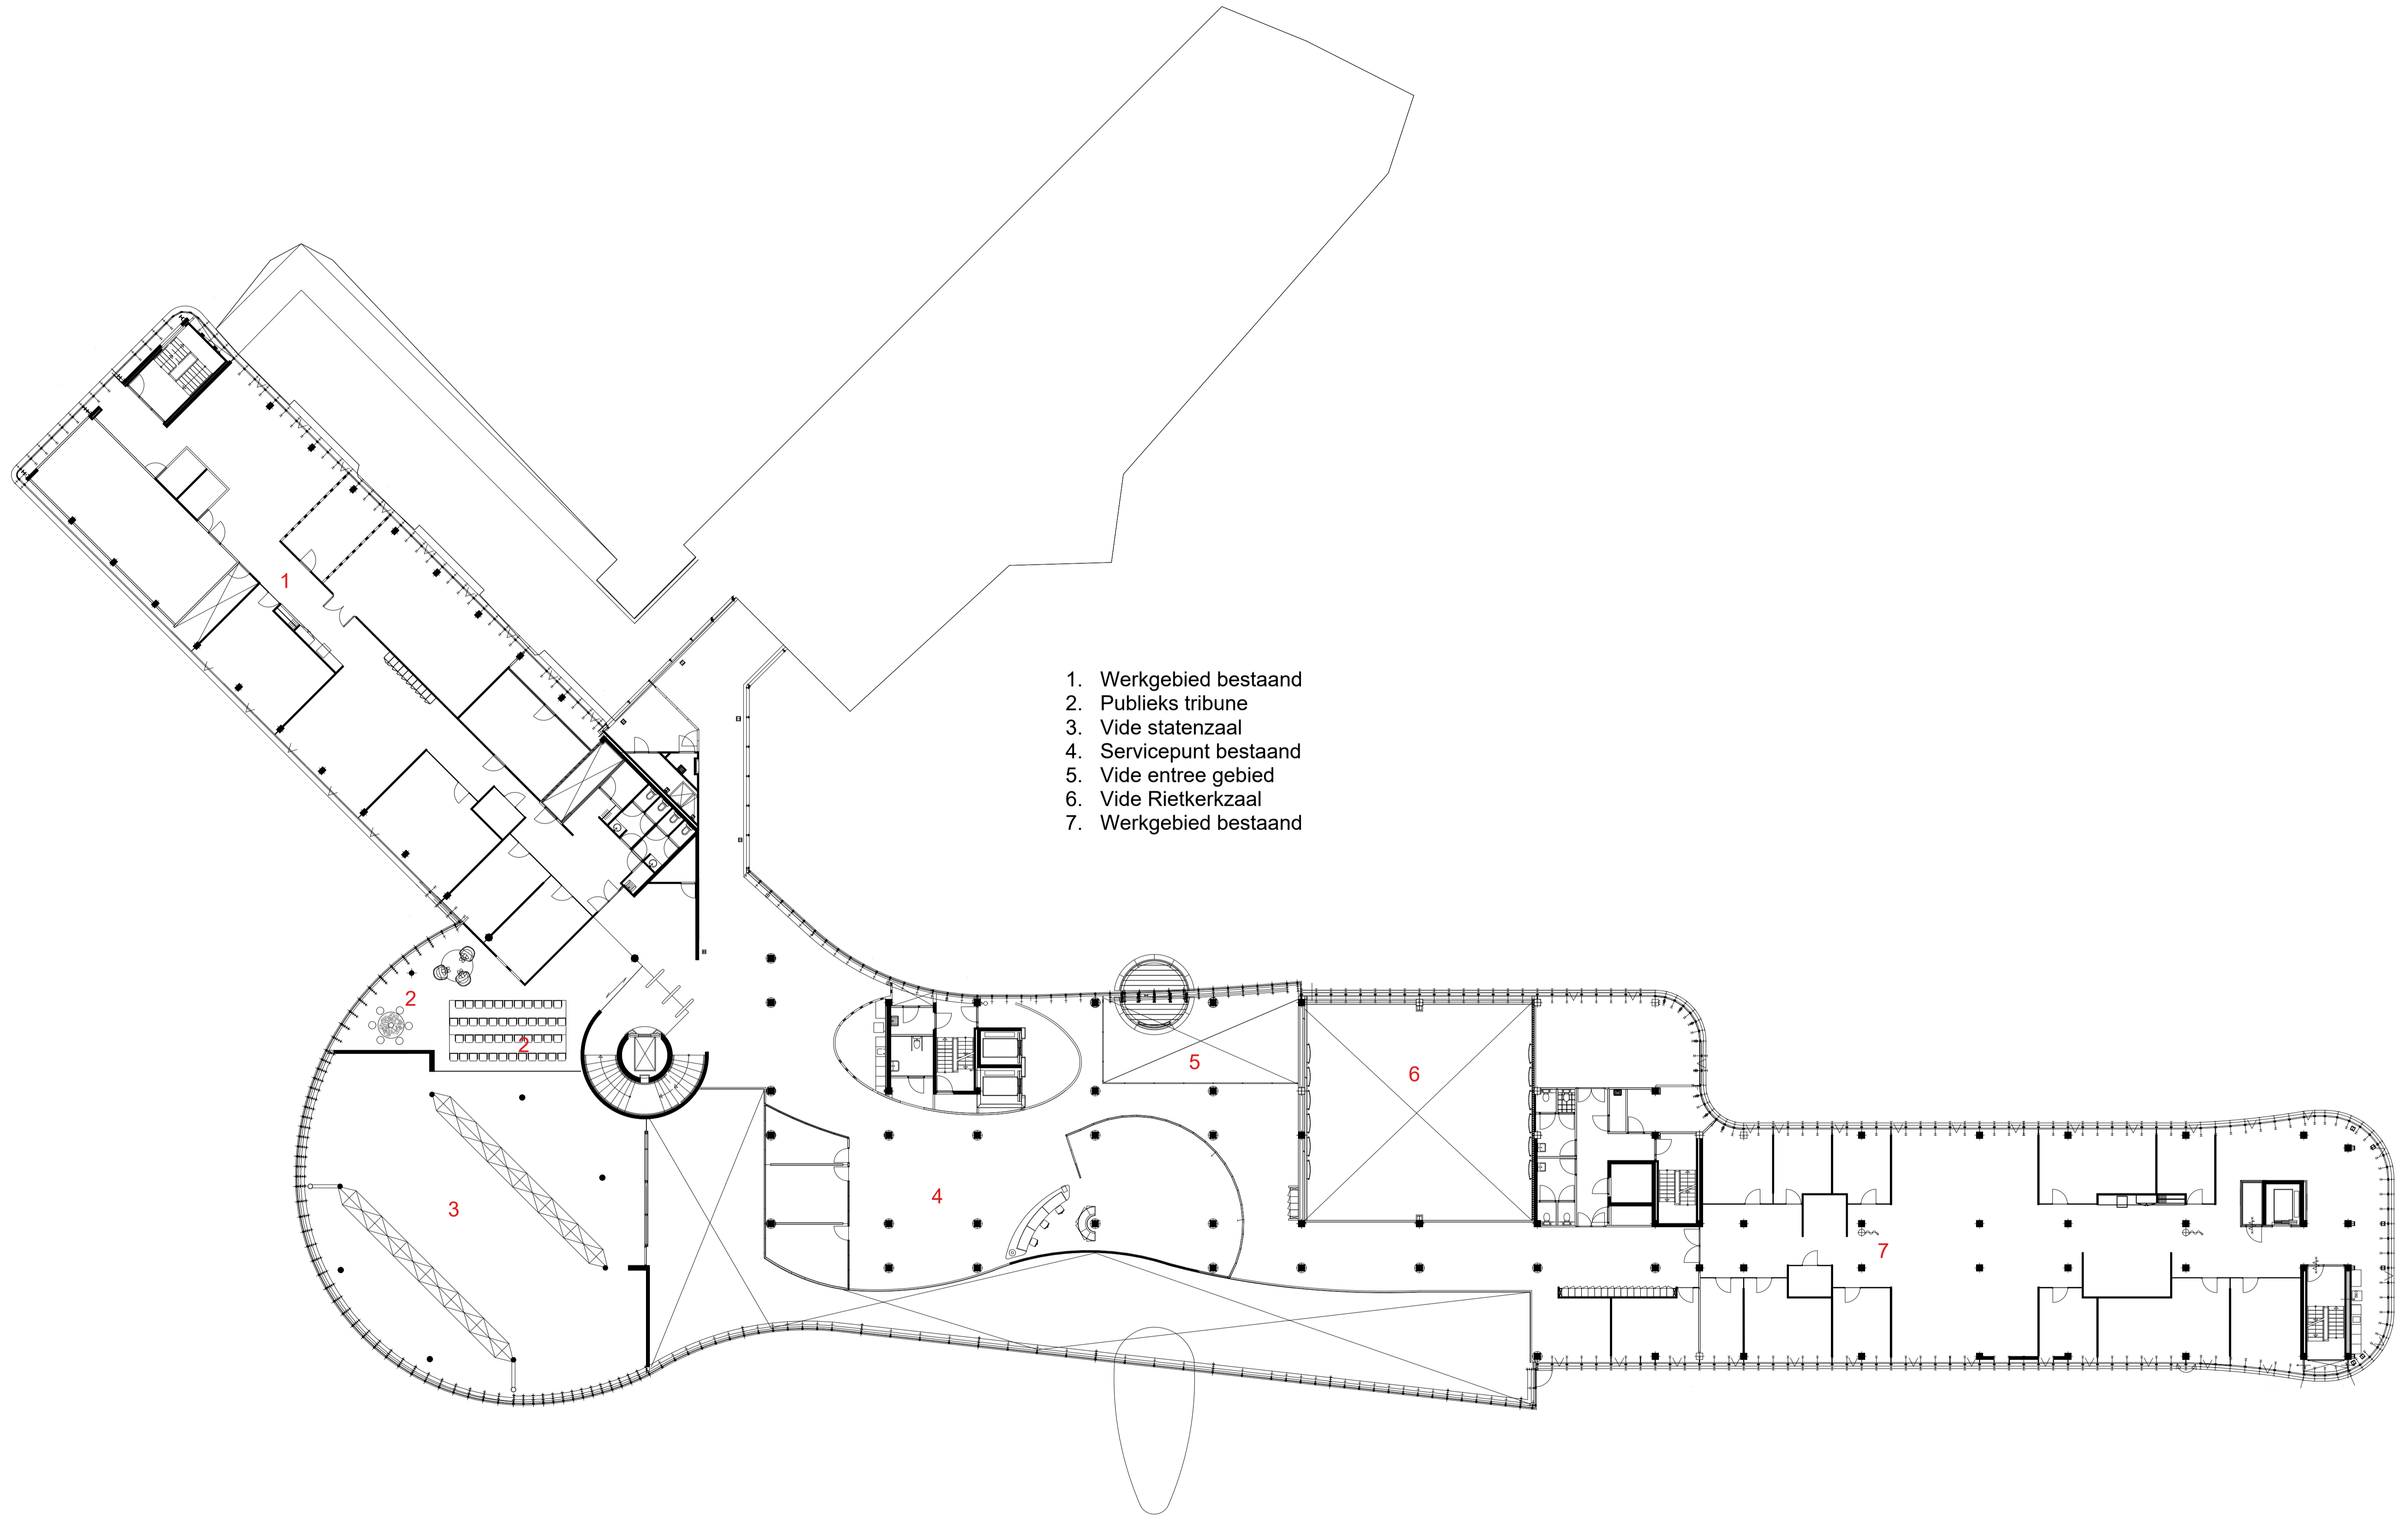 1
1. Werkgebied bestaand
2. Publieks tribune
3. Vide statenzaal
4. Servicepunt bestaand
5. Vide entree gebied
6. Vide Rietkerkzaal
7. Werkgebied bestaand
2
2
5
6
4
3
7